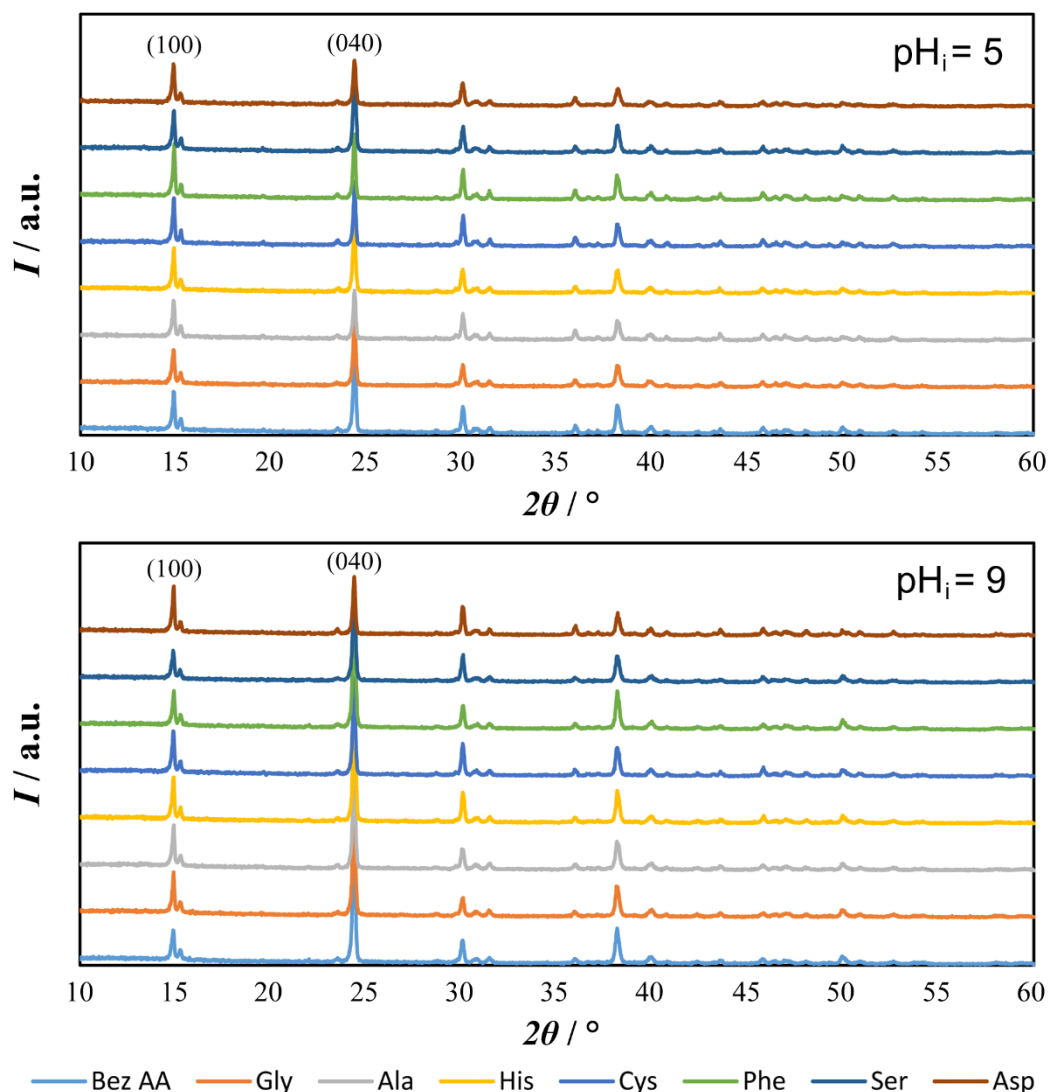 (100) (040) pHi = 5
I / a.u.
10 15 20 25 30 35 40 45 50 55 60
2θ / °
(100) (040) pHi = 9
I / a.u.
10 15 20 25 30 35 40 45 50 55 60
2θ / °
Bez AA Gly Ala His Cys Phe Ser Asp